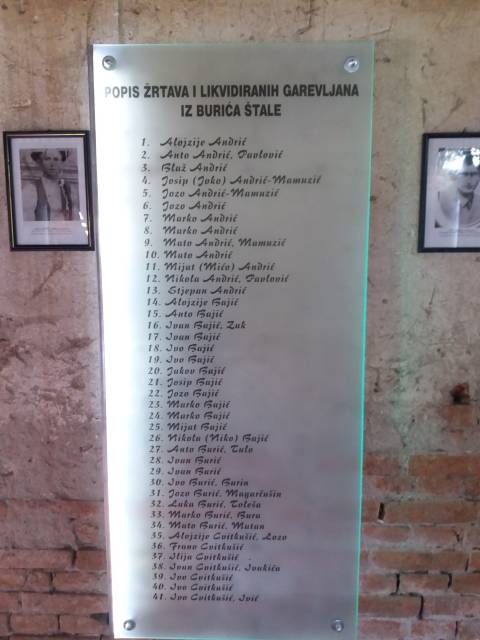 POPIS ŽRTAVA I LIKVIDIRANIH GAREVLJANA
IZ BURIĆA ŠTALE
1. Alojzije Andrić
2. Anto Andrić, Pavlović
3. Blaž Andrić
4. Josip (Joko) Andrić-Mamuzić
5. Jozo Andrić-Mamuzić
6. Jozo Andrić
7. Marko Andrić
8. Marko Andrić
9. Mato Andrić, Mamuzić
10. Mato Andrić
11. Mijat (Mićo) Andrić
12. Nikola Andrić, Pavlović
13. Stjepan Andrić
14. Alojzije Bajić
15. Anto Bajić
16. Ivan Bajić, Zak
17. Ivan Bajić
18. Ivo Bajić
19. Ivo Bajić
20. Jakov Bajić
21. Josip Bajić
22. Jozo Bajić
23. Marko Bajić
24. Marko Bajić
25. Mijat Bajić
26. Nikola (Niko) Bajić
27. Anto Burić, Tulo
28. Ivan Burić
29. Ivan Burić
30. Ivo Burić, Burin
31. Jozo Burić, Magarčušin
32. Luka Burić, Toleša
33. Marko Burić, Bura
34. Mato Burić, Matan
35. Alojzije Cvitkušić, Lozo
36. Frano Cvitkušić
37. Ilija Cvitkušić
38. Ivan Cvitkušić, Ivakića
39. Ivo Cvitkušić
40. Ivo Cvitkušić
41. Ivo Cvitkušić, Ivić